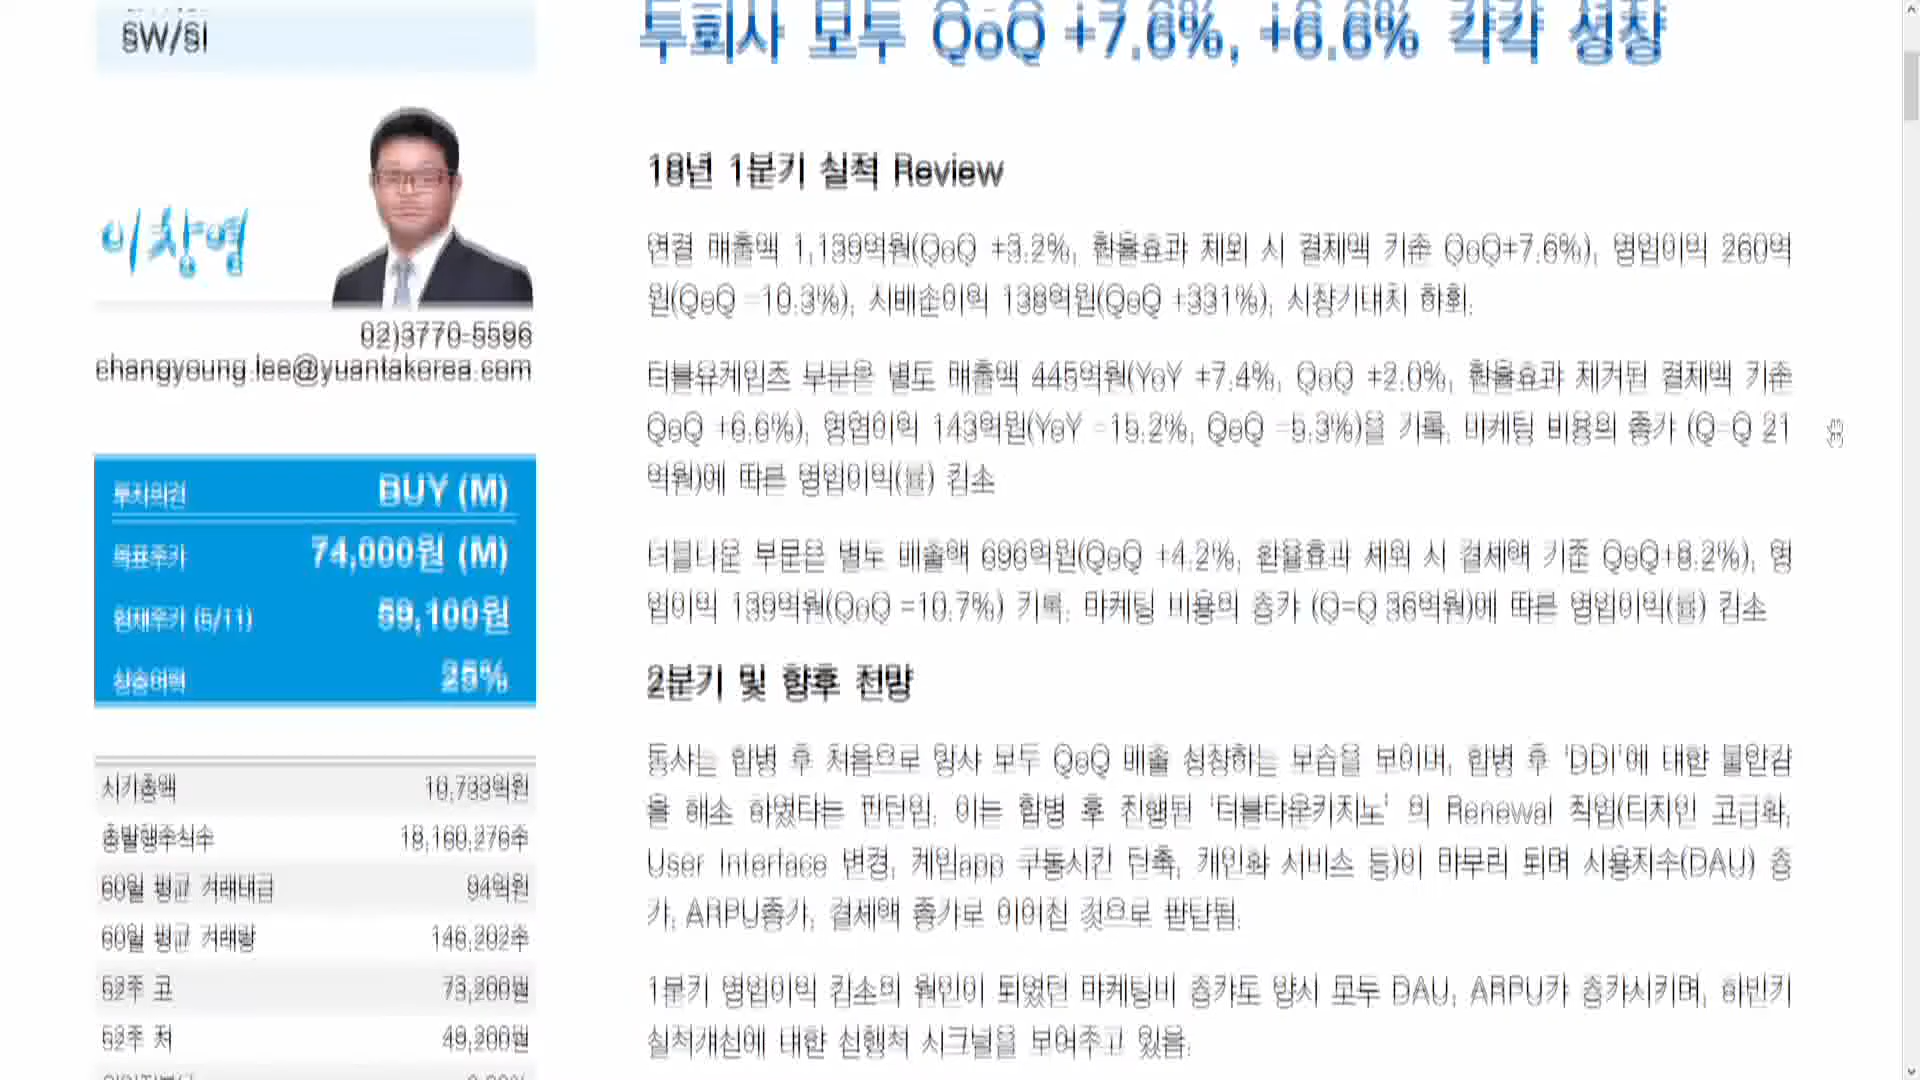 SW/SI
투회사 모두 QoQ +7.6%, +6.6% 각각 성장
이창영
02)3770-5596
changyoung.lee@yuantakorea.com
투자의견 BUY (M)
목표주가 74,000원 (M)
현재주가 (5/11) 59,100원
상승여력 25%
시가총액 10,733억원
총발행주식수 18,160,276주
60일 평균 거래대금 94억원
60일 평균 거래량 146,202주
52주 고 73,200원
52주 저 49,200원
18년 1분기 실적 Review
연결 매출액 1,139억원(QoQ +3.2%, 환율효과 제외 시 결제액 기준 QoQ+7.6%), 영업이익 260억
원(QoQ -10.3%), 지배순이익 138억원(QoQ +331%), 시장기대치 하회.
더블유게임즈 부문은 별도 매출액 445억원(YoY +7.4%, QoQ +2.0%, 환율효과 제거된 결제액 기준
QoQ +6.6%), 영업이익 143억원(YoY -15.2%, QoQ -5.3%)을 기록, 마케팅 비용의 증가 (Q-Q 21
억원)에 따른 영업이익(률) 감소
더블다운 부문은 별도 매출액 696억원(QoQ +4.2%, 환율효과 제외 시 결제액 기준 QoQ+8.2%), 영
업이익 139억원(QoQ -10.7%) 기록. 마케팅 비용의 증가 (Q-Q 36억원)에 따른 영업이익(률) 감소
2분기 및 향후 전망
동사는 합병 후 처음으로 양사 모두 QoQ 매출 성장하는 모습을 보이며, 합병 후 'DDI'에 대한 불안감
을 해소 하였다는 판단임. 이는 합병 후 진행된 '더블다운카지노' 의 Renewal 작업(디자인 고급화,
User Interface 변경, 게임app 구동시간 단축, 개인화 서비스 등)이 마무리 되며 사용자수(DAU) 증
가, ARPU증가, 결제액 증가로 이어진 것으로 판단됨.
1분기 영업이익 감소의 원인이 되었던 마케팅비 증가도 양사 모두 DAU, ARPU가 증가시키며, 하반기
실적개선에 대한 선행적 시그널을 보여주고 있음.